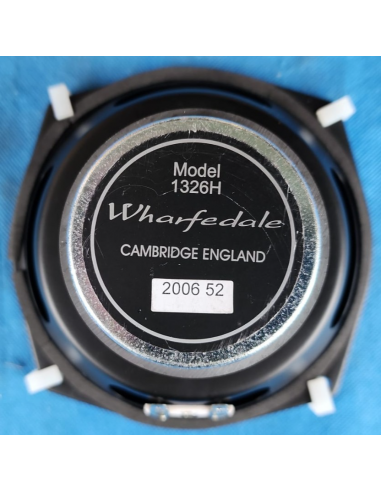 Model
1326H
Wharfedale
CAMBRIDGE ENGLAND
2006 52